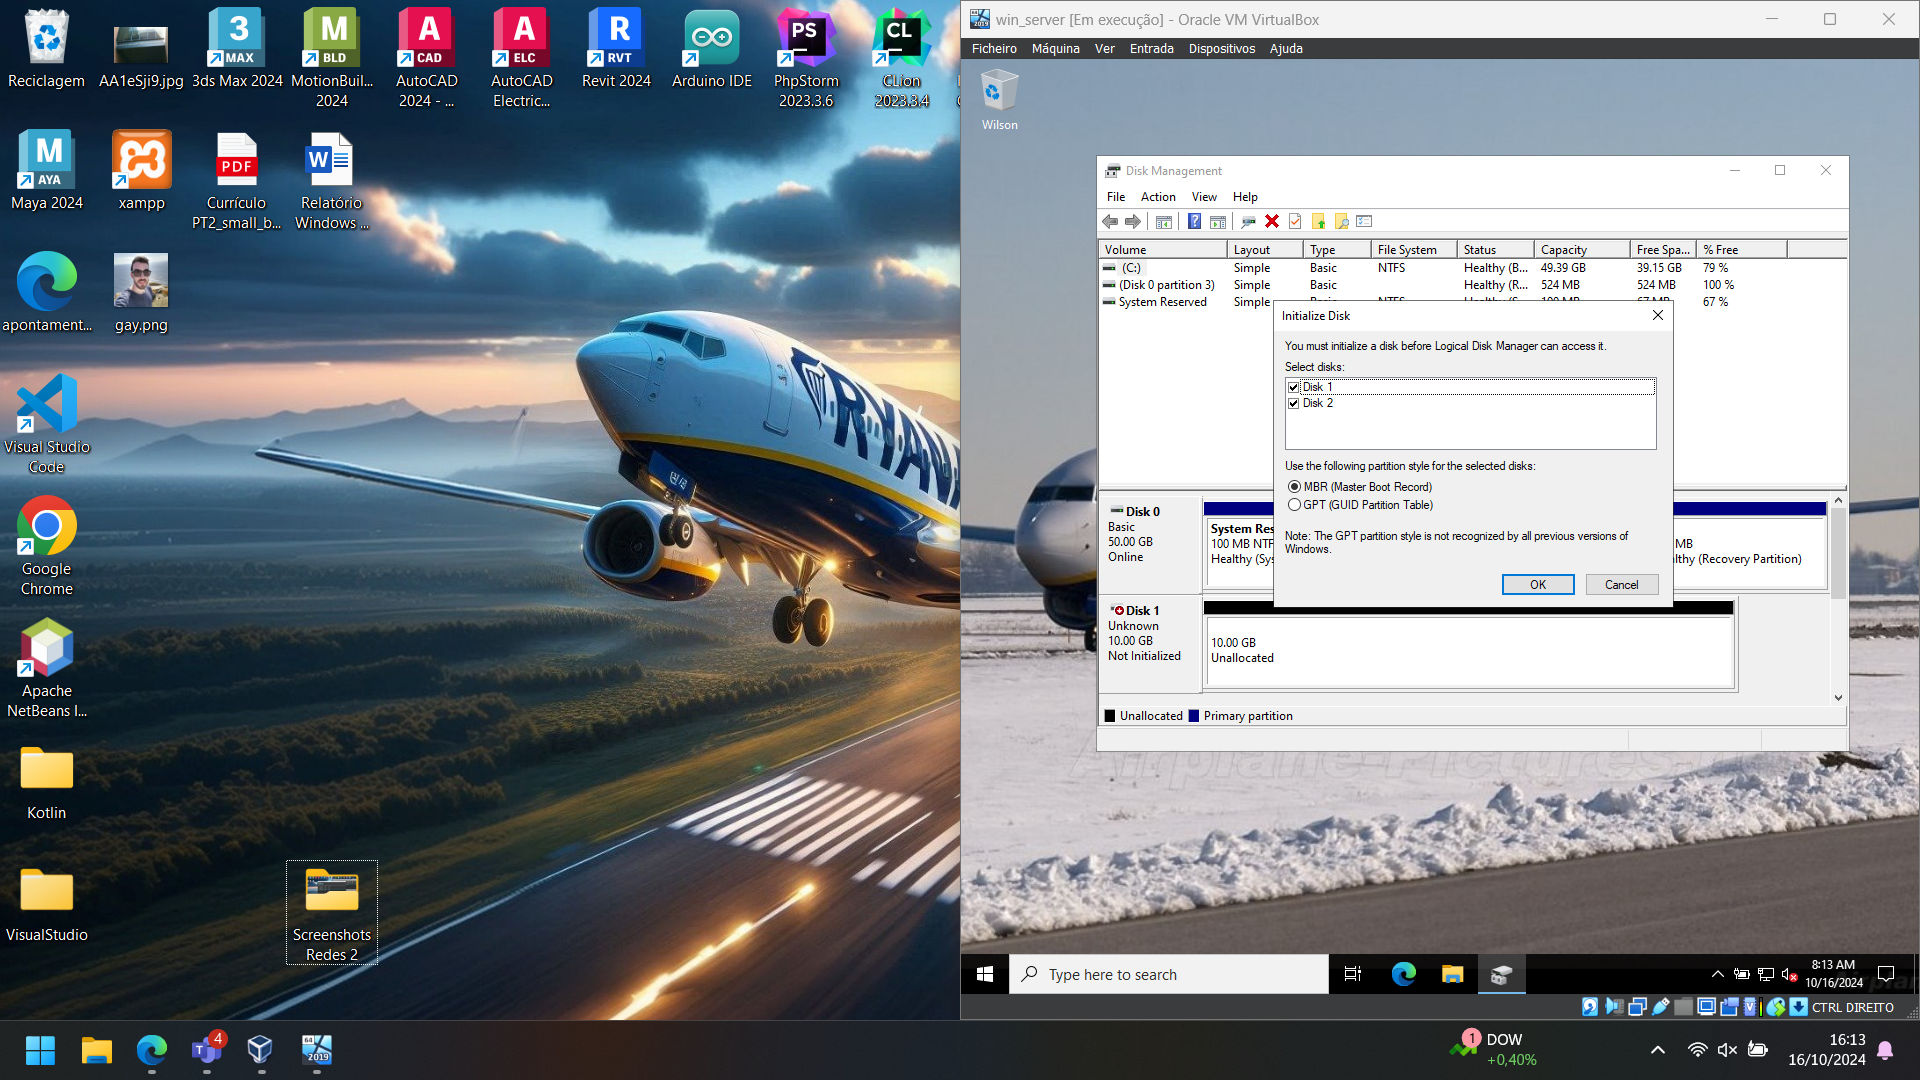 Reciclagem
AA1eSji9.jpg
3ds Max 2024
MotionBuil...
2024
AutoCAD
2024 - ...
AutoCAD
Electric...
Revit 2024
Arduino IDE
PhpStorm
2023.3.6
CLion
2023.3.4
3
MAX
M
BLD
A
CAD
A
ELC
R
RVT
PS
CL
M
AYA
Maya 2024
xampp
PDF
Currículo
PT2_small_b...
W
Relatório
Windows ...
apontament...
gay.png
Visual Studio
Code
Google
Chrome
Apache
NetBeans I...
Kotlin
VisualStudio
Screenshots
Redes 2
RYAN
win_server [Em execução] - Oracle VM VirtualBox
Ficheiro Máquina Ver Entrada Dispositivos Ajuda
Wilson
Disk Management
File Action View Help
Volume Layout Type File System Status Capacity Free Spa... % Free
(C:) Simple Basic NTFS Healthy (B... 49.39 GB 39.15 GB 79 %
(Disk 0 partition 3) Simple Basic Healthy (R... 524 MB 524 MB 100 %
System Reserved Simple Basic NTFS Healthy (S... 100 MB 67 MB 67 %
Initialize Disk
You must initialize a disk before Logical Disk Manager can access it.
Select disks:
Disk 1
Disk 2
Use the following partition style for the selected disks:
MBR (Master Boot Record)
GPT (GUID Partition Table)
Note: The GPT partition style is not recognized by all previous versions of
Windows.
OK Cancel
Disk 0
Basic
50.00 GB
Online
System Res
100 MB NTF
Healthy (Sys
MB
lthy (Recovery Partition)
Disk 1
Unknown
10.00 GB
Not Initialized
10.00 GB
Unallocated
Unallocated Primary partition
Airplane-Pictures.
Type here to search
8:13 AM
10/16/2024
CTRL DIREITO
4
64
2019
1
DOW
+0,40%
16:13
16/10/2024